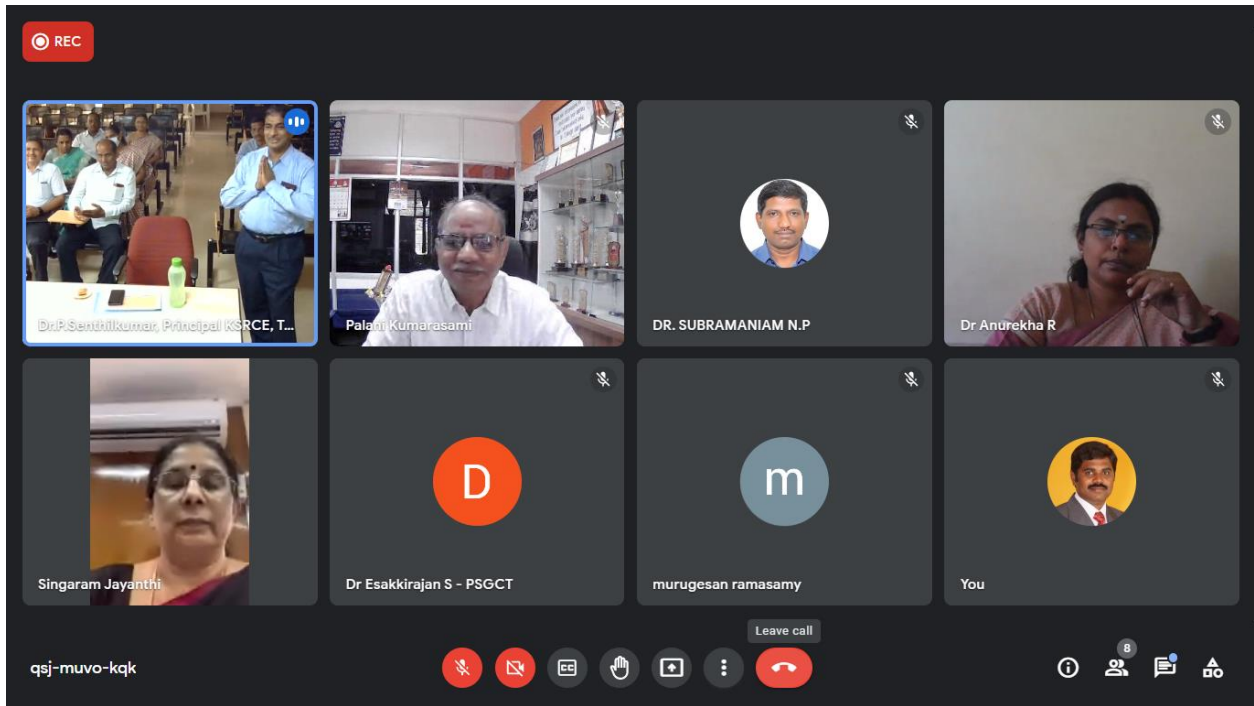 REC
Dr.P.Senthilkumar, Principal KSRCE, T...
Palani Kumarasami
DR. SUBRAMANIAM N.P
Dr Anurekha R
Singaram Jayanthi
D
Dr Esakkirajan S - PSGCT
m
murugesan ramasamy
You
Leave call
qsj-muvo-kqk
CC
8